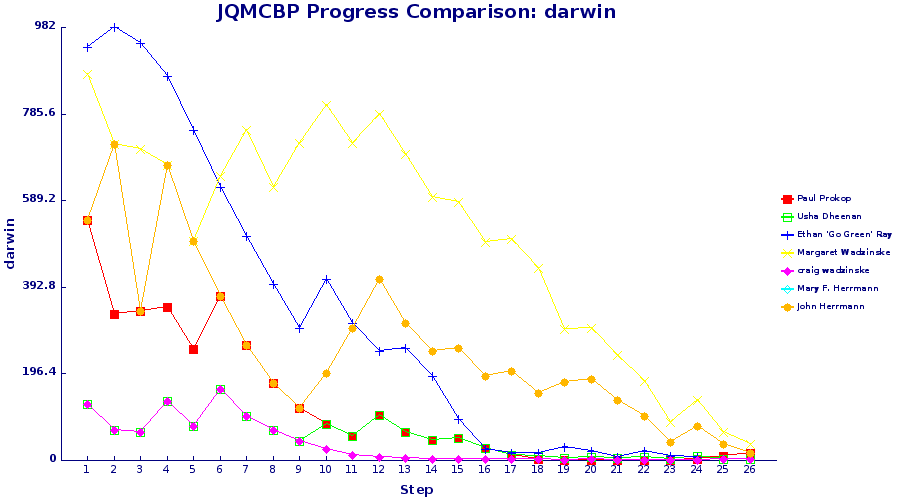 JQMCBP Progress Comparison: darwin
982
785.6
589.2
392.8
196.4
0
darwin
1 2 3 4 5 6 7 8 9 10 11 12 13 14 15 16 17 18 19 20 21 22 23 24 25 26
Step
Paul Prokop
Usha Dheenan
Ethan 'Go Green' Ray
Margaret Wadzinske
craig wadzinske
Mary F. Herrmann
John Herrmann